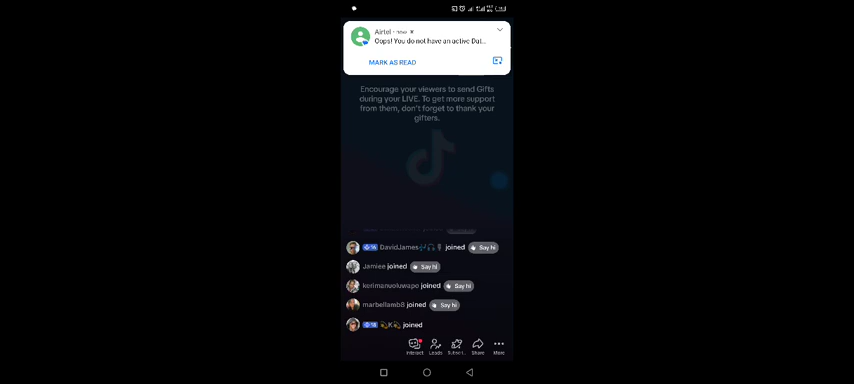 Airtel · now
Oops! You do not have an active Dat...
MARK AS READ
Encourage your viewers to send Gifts
during your LIVE. To get more support
from them, don't forget to thank your
gifters.
DavidJames joined Say hi
Jamiee joined Say hi
kerimanuoluwapo joined Say hi
marbellamb8 joined Say hi
K joined
Interact Leads Share More